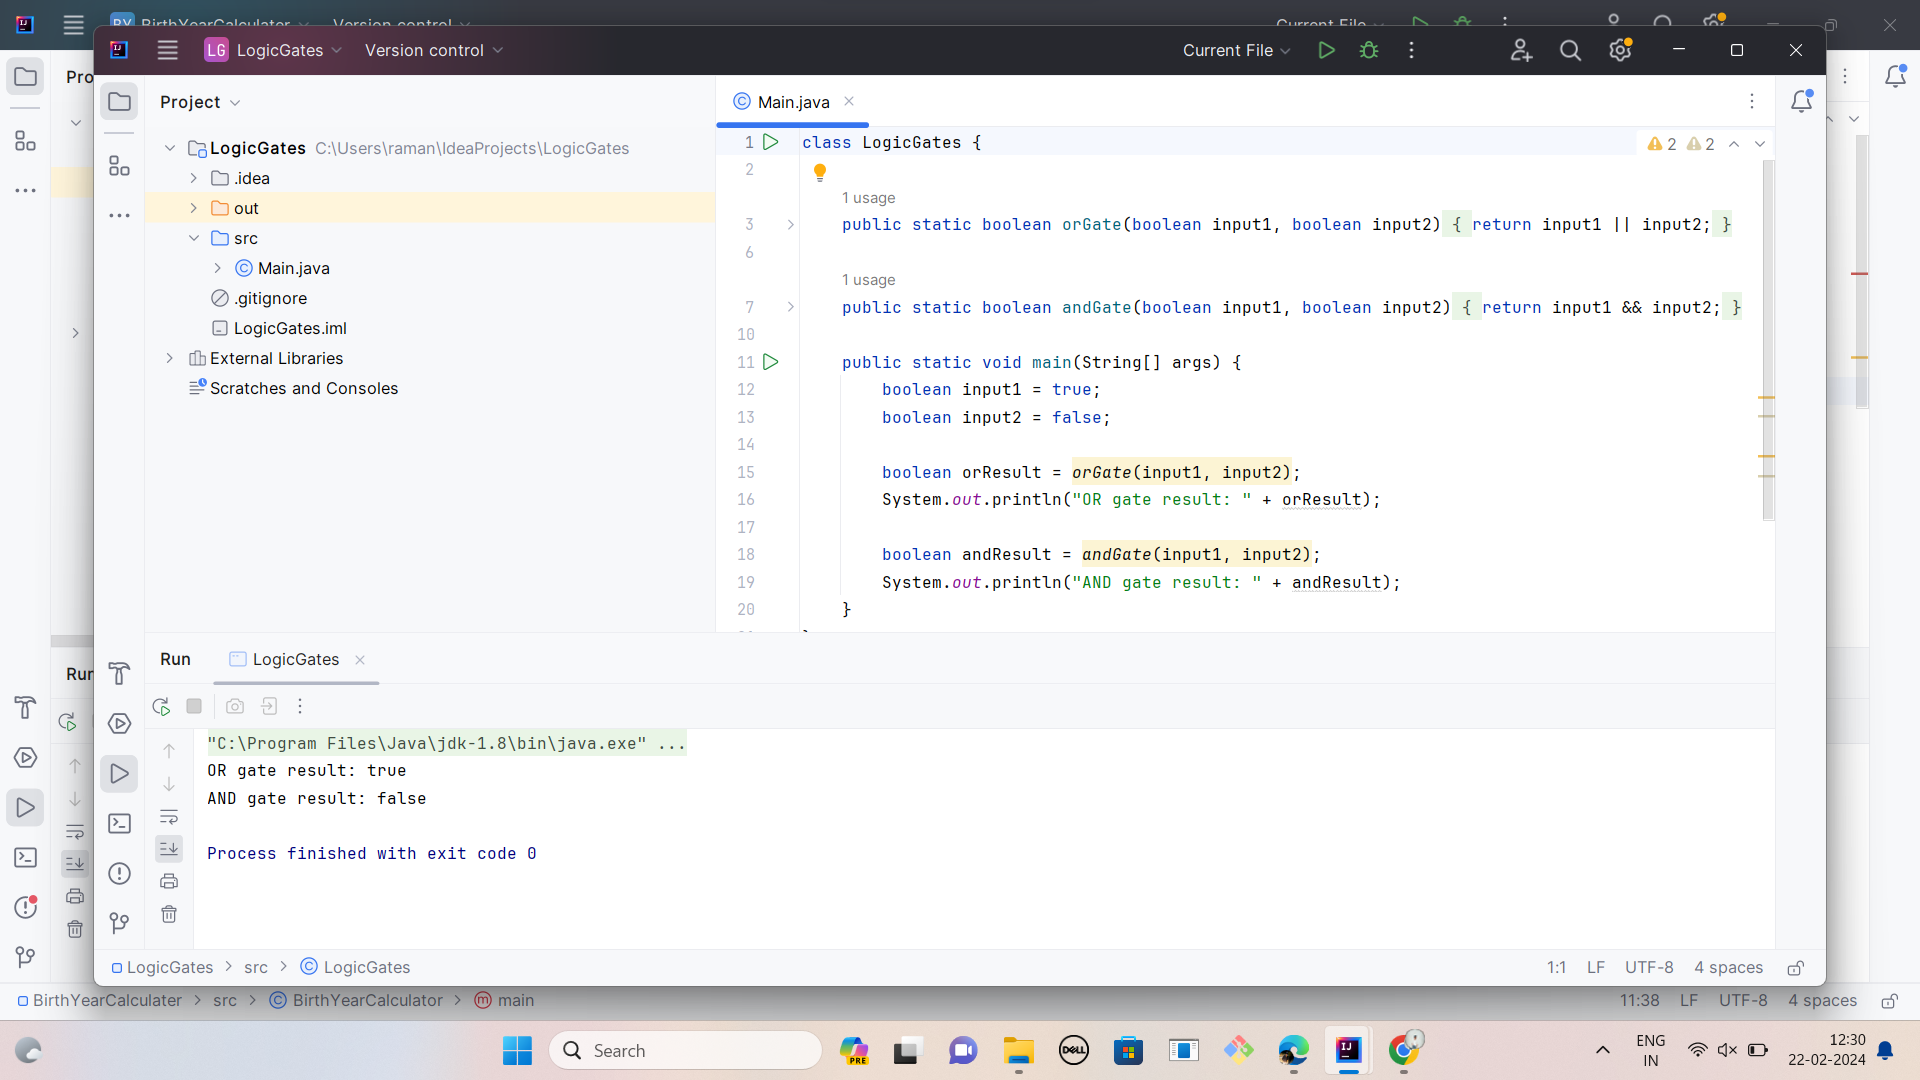 BY BirthYearCalculater Version control Current File
LG LogicGates Version control Current File
Pro
Project
Main.java
LogicGates C:\Users\raman\IdeaProjects\LogicGates
.idea
out
src
Main.java
.gitignore
LogicGates.iml
External Libraries
Scratches and Consoles
1 class LogicGates {
2 2
2
1 usage
3 public static boolean orGate(boolean input1, boolean input2) { return input1 || input2; }
6
1 usage
7 public static boolean andGate(boolean input1, boolean input2) { return input1 && input2; }
10
11 public static void main(String[] args) {
12 boolean input1 = true;
13 boolean input2 = false;
14
15 boolean orResult = orGate(input1, input2);
16 System.out.println("OR gate result: " + orResult);
17
18 boolean andResult = andGate(input1, input2);
19 System.out.println("AND gate result: " + andResult);
20 }
Run LogicGates
Run
"C:\Program Files\Java\jdk-1.8\bin\java.exe" ...
OR gate result: true
AND gate result: false
Process finished with exit code 0
LogicGates > src > LogicGates 1:1 LF UTF-8 4 spaces
BirthYearCalculater > src > BirthYearCalculator > main 11:38 LF UTF-8 4 spaces
Search
PRE
DELL
ENG
IN
12:30
22-02-2024